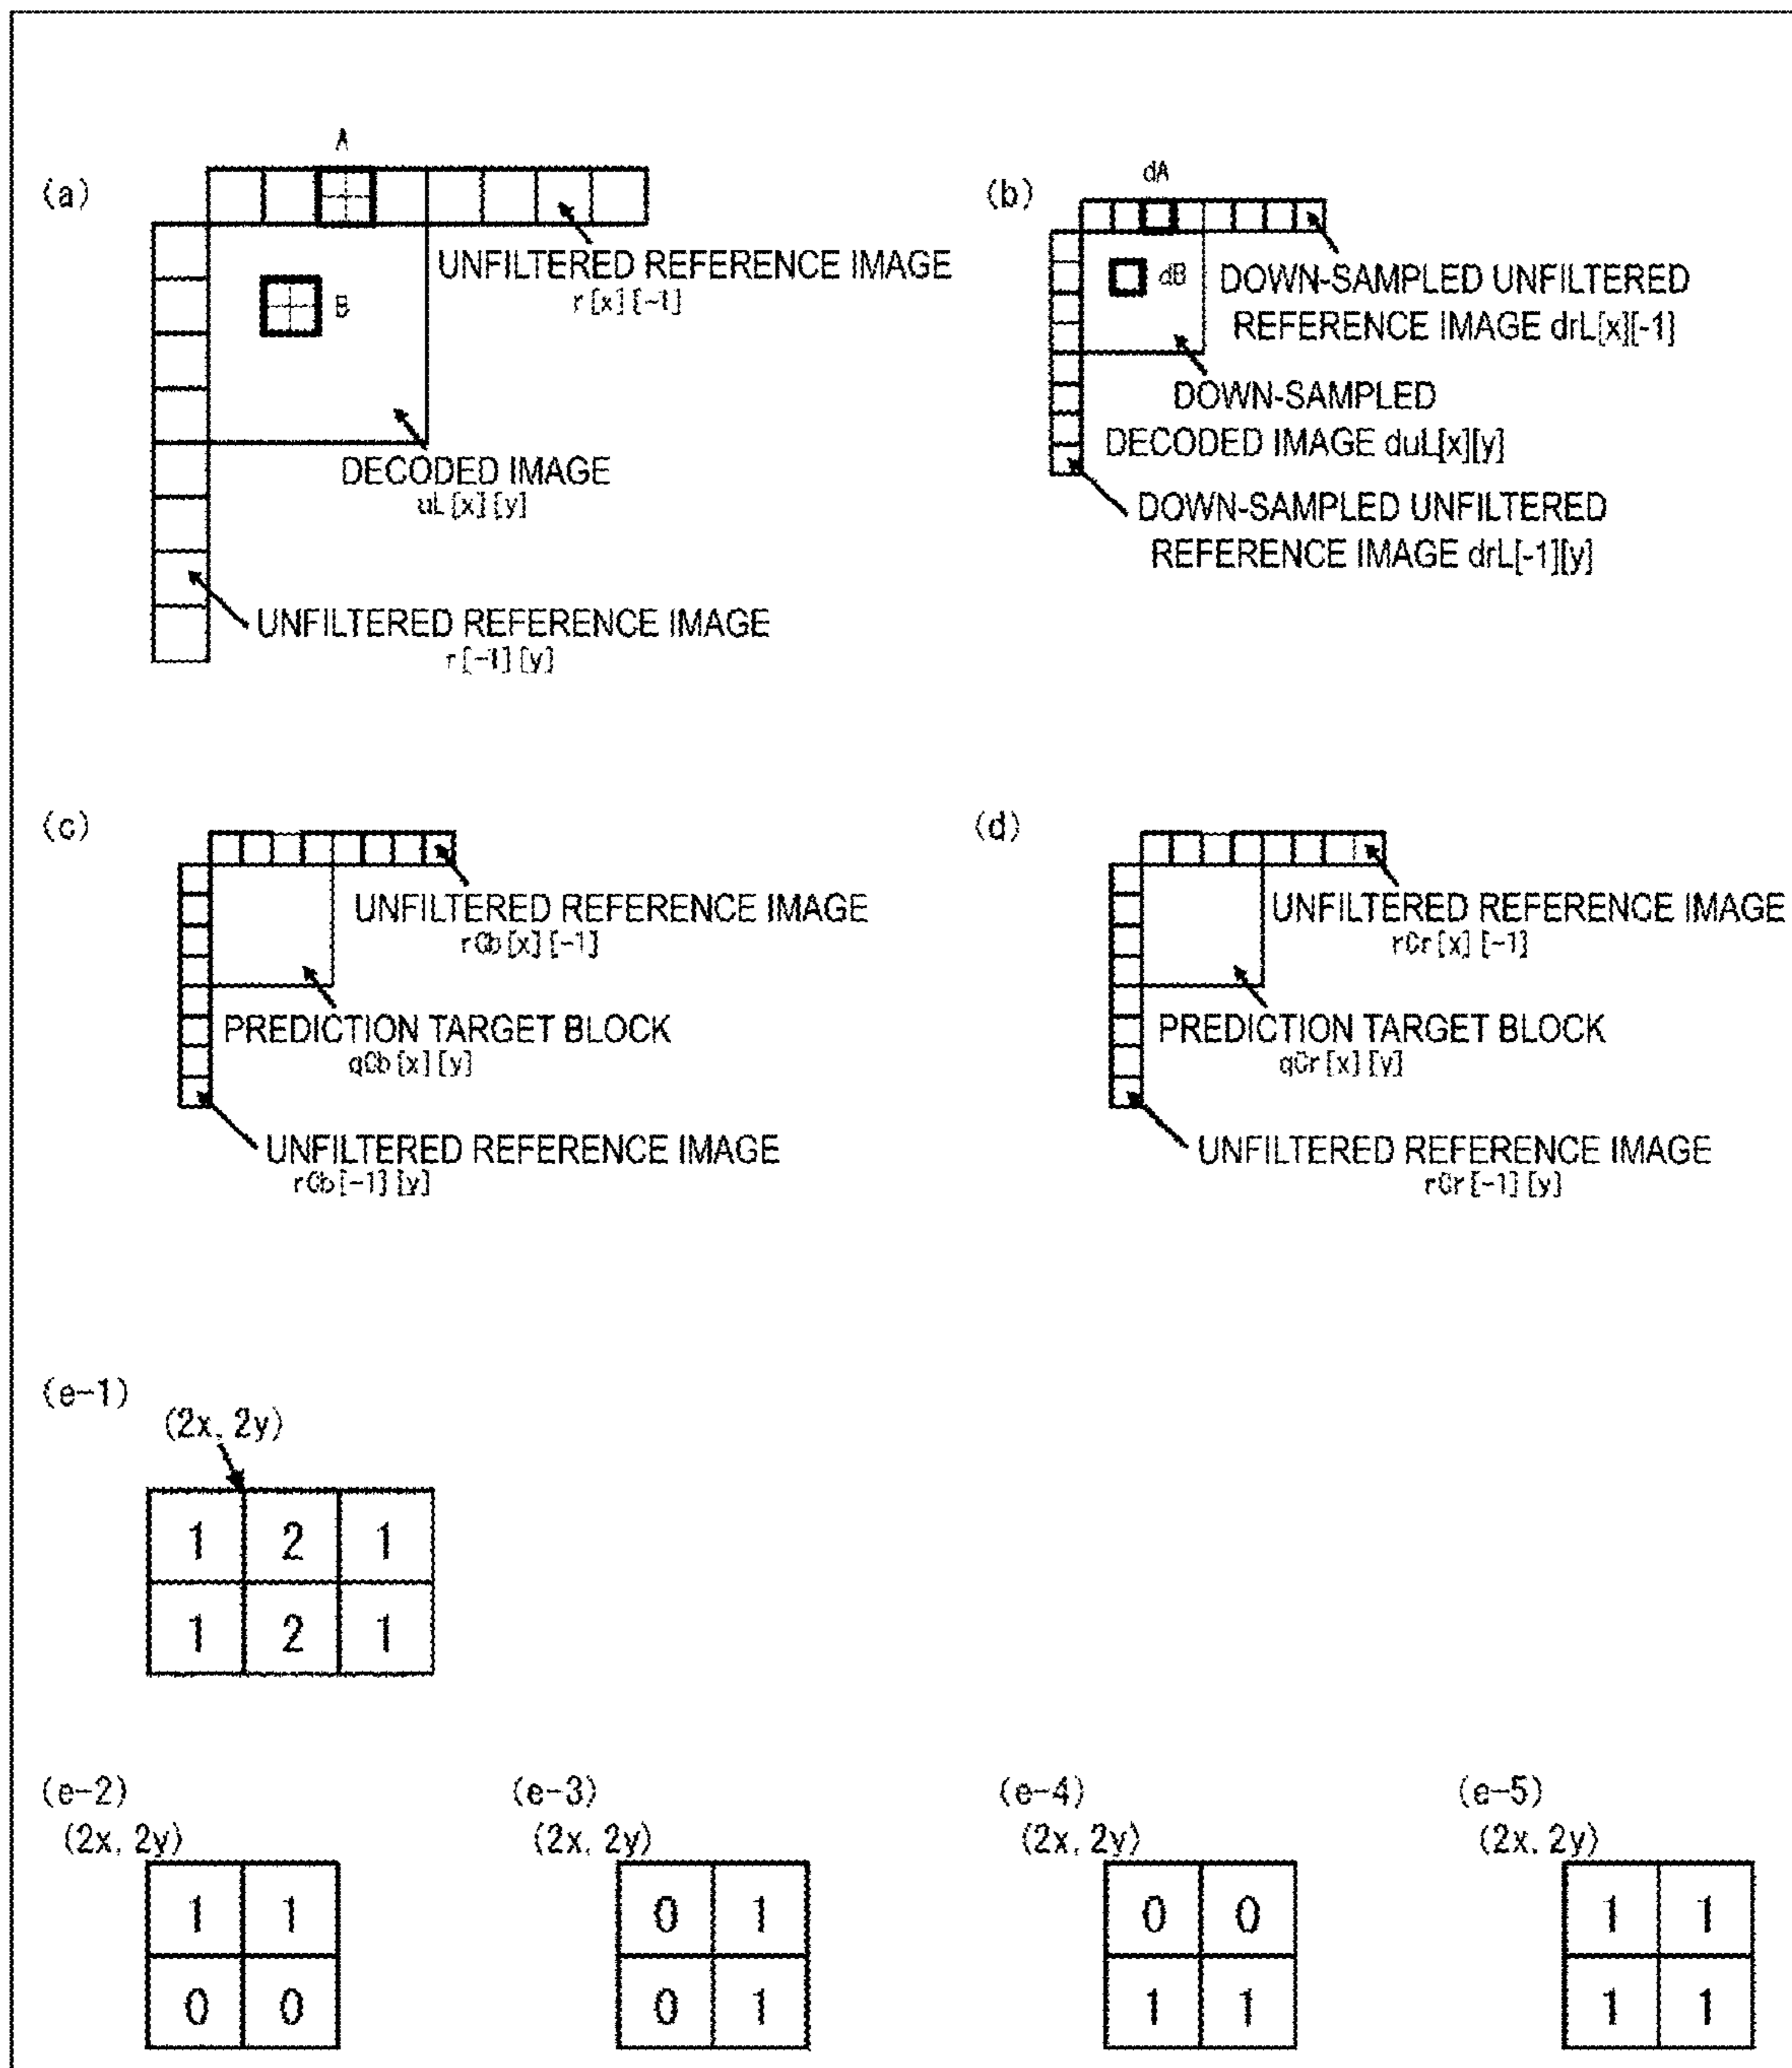 (a)
A
B
UNFILTERED REFERENCE IMAGE
r[x][-1]
DECODED IMAGE
uL[x][y]
UNFILTERED REFERENCE IMAGE
r[-1][y]
(b)
dA
dB
DOWN-SAMPLED UNFILTERED
REFERENCE IMAGE drL[x][-1]
DOWN-SAMPLED
DECODED IMAGE duL[x][y]
DOWN-SAMPLED UNFILTERED
REFERENCE IMAGE drL[-1][y]
(c)
UNFILTERED REFERENCE IMAGE
rCb[x][-1]
PREDICTION TARGET BLOCK
qCb[x][y]
UNFILTERED REFERENCE IMAGE
rCb[-1][y]
(d)
UNFILTERED REFERENCE IMAGE
rCr[x][-1]
PREDICTION TARGET BLOCK
qCr[x][y]
UNFILTERED REFERENCE IMAGE
rCr[-1][y]
(e-1)
(2x, 2y)
1 2 1
1 2 1
(e-2)
(2x, 2y)
1 1
0 0
(e-3)
(2x, 2y)
0 1
0 1
(e-4)
(2x, 2y)
0 0
1 1
(e-5)
(2x, 2y)
1 1
1 1